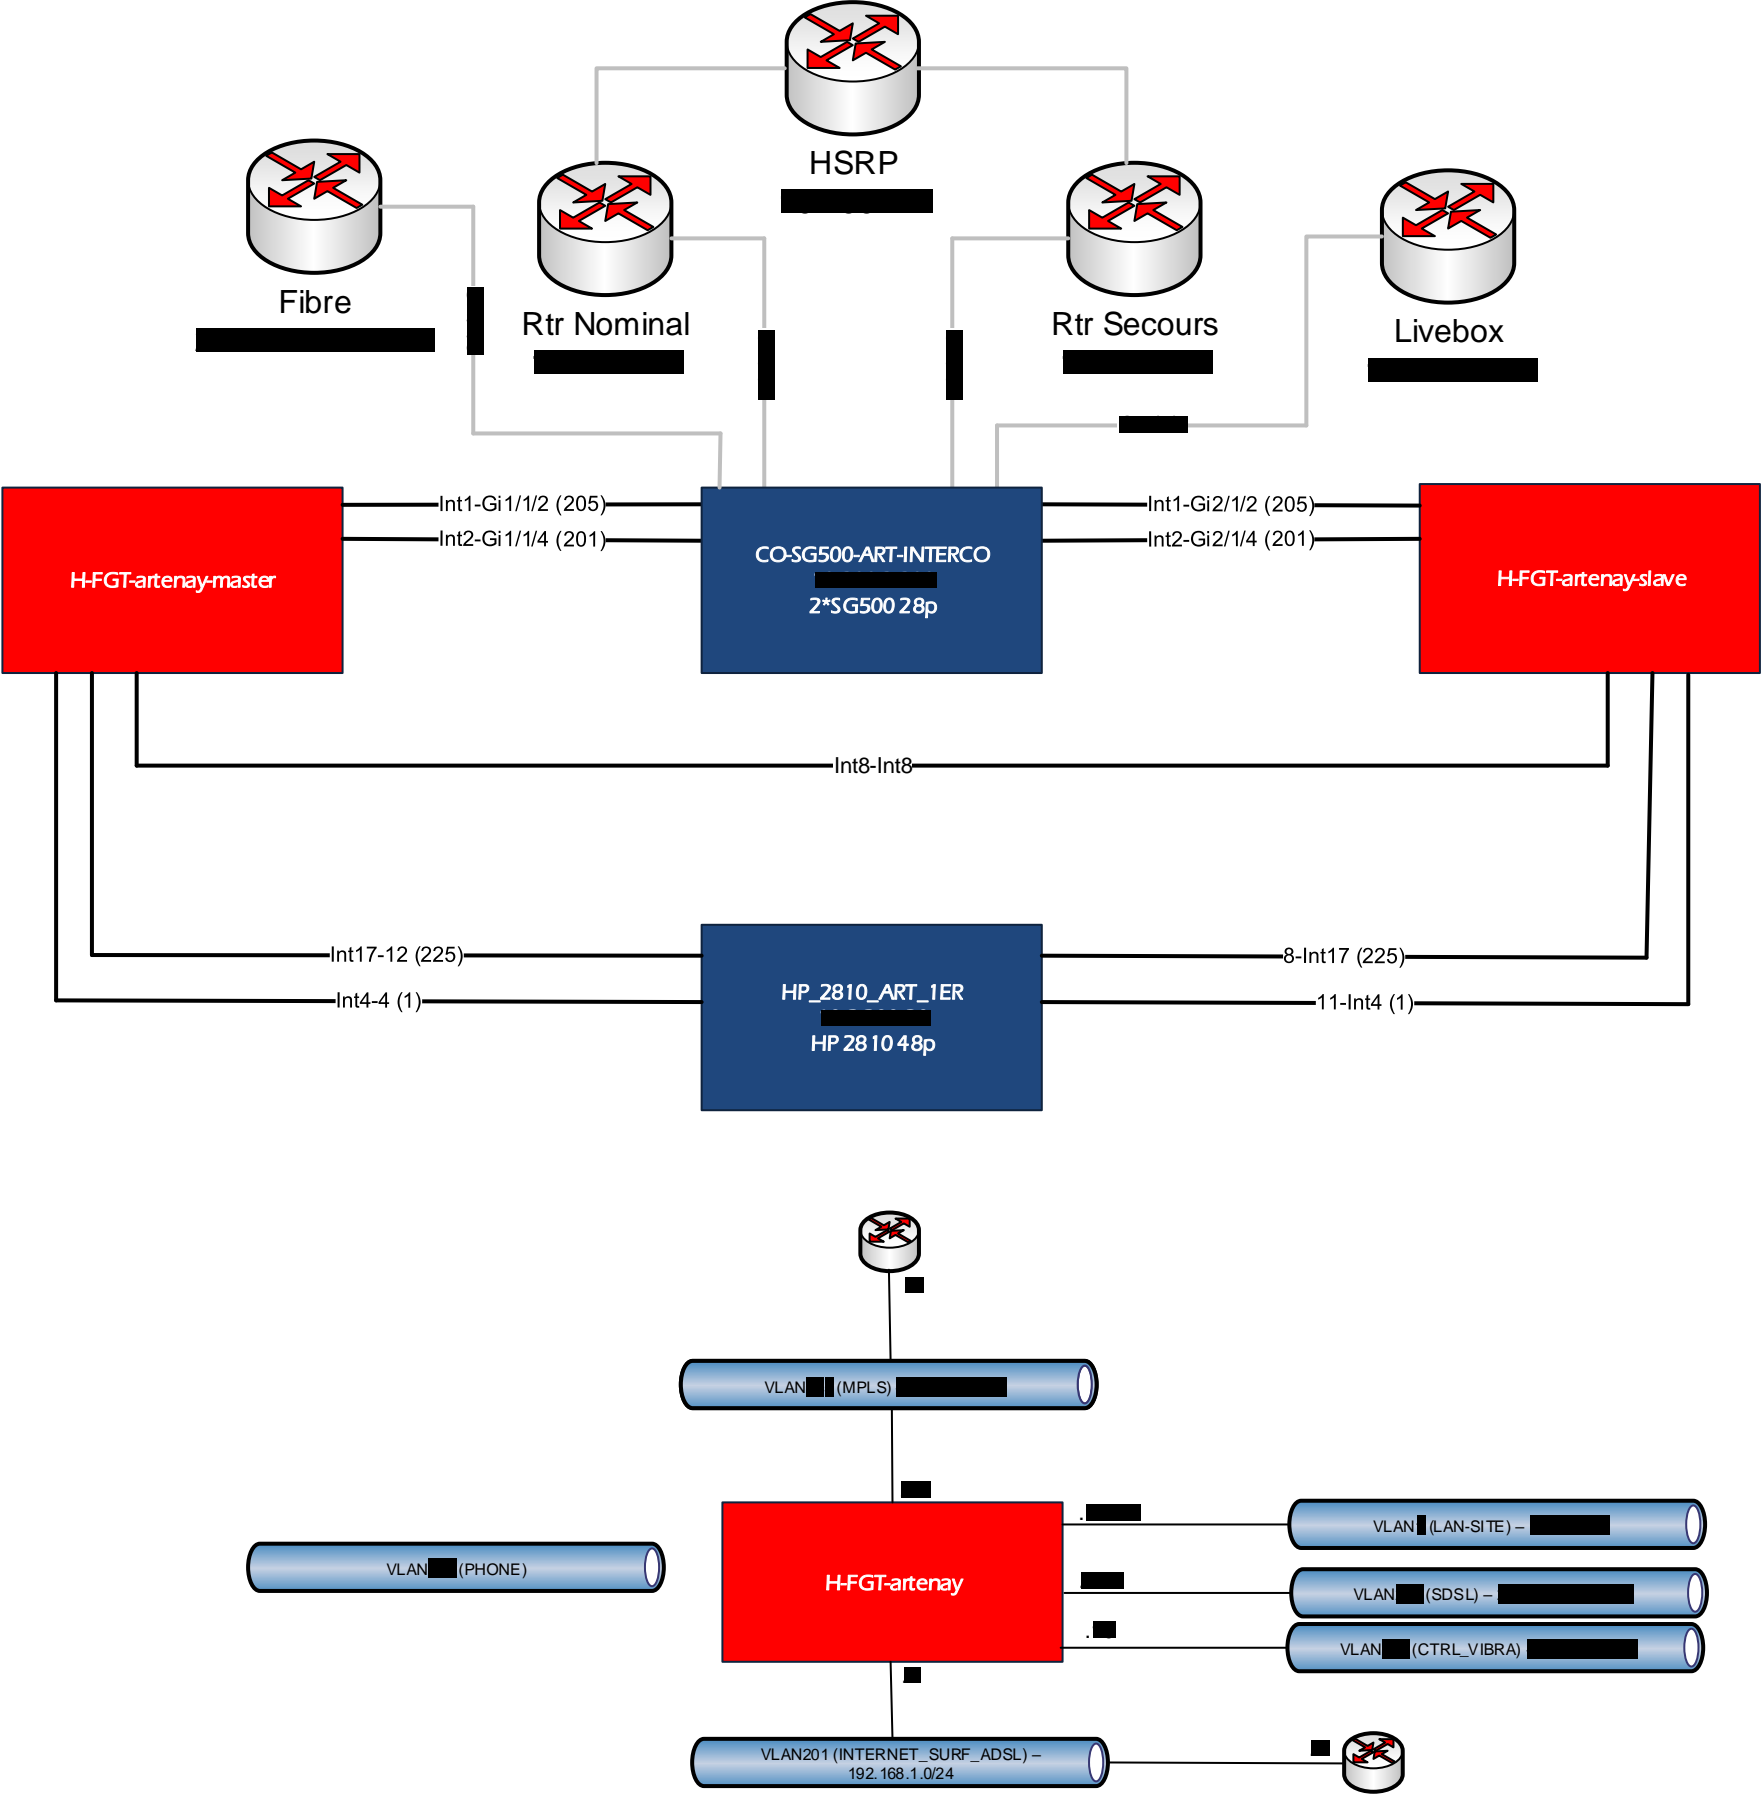 HSRP
Fibre
Rtr Nominal
Rtr Secours
Livebox
Int1-Gi1/1/2 (205)
Int1-Gi2/1/2 (205)
Int2-Gi1/1/4 (201)
Int2-Gi2/1/4 (201)
CO-SG500-ART-INTERCO
2*SG500 28p
H-FGT-artenay-master
H-FGT-artenay-slave
Int8-Int8
Int17-12 (225)
8-Int17 (225)
Int4-4 (1)
11-Int4 (1)
HP_2810_ART_1ER
HP 2810 48p
VLAN (MPLS)
VLAN (LAN-SITE) –
VLAN (PHONE)
H-FGT-artenay
VLAN (SDSL) –
VLAN (CTRL_VIBRA)
VLAN201 (INTERNET_SURF_ADSL) –
192.168.1.0/24